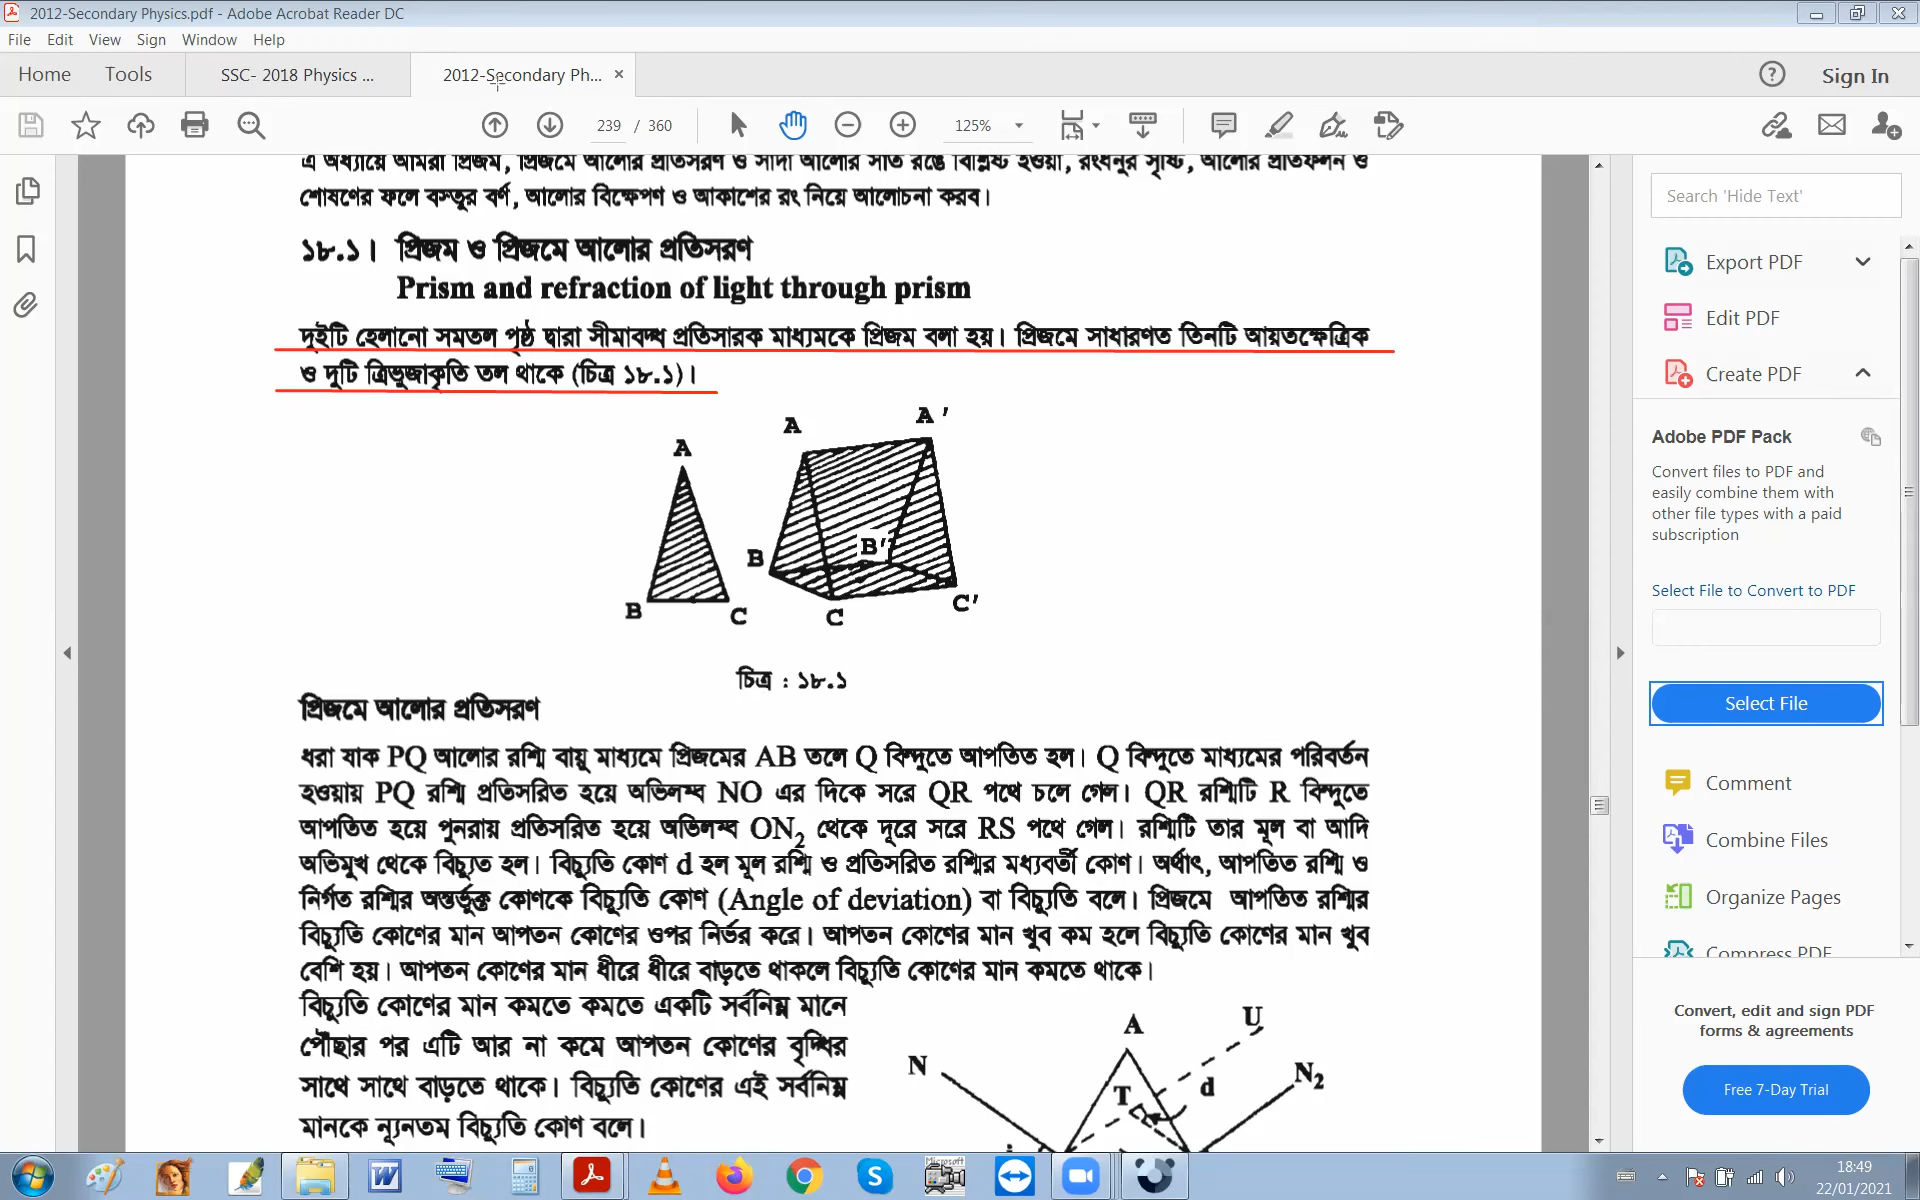 2012-Secondary Physics.pdf - Adobe Acrobat Reader DC
File Edit View Sign Window Help
Home Tools SSC- 2018 Physics ... 2012-Secondary Ph... × Sign In
239 / 360 125%
এ অধ্যায়ে আমরা প্রিজম, প্রিজমে আলোর প্রতিসরণ ও সাদা আলোর সাত রঙে বিশ্লিষ্ট হওয়া, রংধনুর সৃষ্টি, আলোর প্রতিফলন ও
শোষণের ফলে বস্তুর বর্ণ, আলোর বিক্ষেপণ ও আকাশের রং নিয়ে আলোচনা করব।
১৮.১। প্রিজম ও প্রিজমে আলোর প্রতিসরণ
Prism and refraction of light through prism
দুইটি হেলানো সমতল পৃষ্ঠ দ্বারা সীমাবদ্ধ প্রতিসারক মাধ্যমকে প্রিজম বলা হয়। প্রিজমে সাধারণত তিনটি আয়তক্ষেত্রিক
ও দুটি ত্রিভুজাকৃতি তল থাকে (চিত্র ১৮.১)।
A A A'
B C B C B' C'
চিত্র : ১৮.১
প্রিজমে আলোর প্রতিসরণ
ধরা যাক PQ আলোর রশ্মি বায়ু মাধ্যমে প্রিজমের AB তলে Q বিন্দুতে আপতিত হল। Q বিন্দুতে মাধ্যমের পরিবর্তন
হওয়ায় PQ রশ্মি প্রতিসরিত হয়ে অভিলম্ব NO এর দিকে সরে QR পথে চলে গেল। QR রশ্মিটি R বিন্দুতে
আপতিত হয়ে পুনরায় প্রতিসরিত হয়ে অভিলম্ব ON₂ থেকে দূরে সরে RS পথে গেল। রশ্মিটি তার মূল বা আদি
অভিমুখ থেকে বিচ্যুত হল। বিচ্যুতি কোণ d হল মূল রশ্মি ও প্রতিসরিত রশ্মির মধ্যবর্তী কোণ। অর্থাৎ, আপতিত রশ্মি ও
নির্গত রশ্মির অন্তর্ভুক্ত কোণকে বিচ্যুতি কোণ (Angle of deviation) বা বিচ্যুতি বলে। প্রিজমে আপতিত রশ্মির
বিচ্যুতি কোণের মান আপতন কোণের ওপর নির্ভর করে। আপতন কোণের মান খুব কম হলে বিচ্যুতি কোণের মান খুব
বেশি হয়। আপতন কোণের মান ধীরে ধীরে বাড়তে থাকলে বিচ্যুতি কোণের মান কমতে থাকে।
বিচ্যুতি কোণের মান কমতে কমতে একটি সর্বনিম্ন মানে
পৌঁছার পর এটি আর না কমে আপতন কোণের বৃদ্ধির
সাথে সাথে বাড়তে থাকে। বিচ্যুতি কোণের এই সর্বনিম্ন
মানকে ন্যূনতম বিচ্যুতি কোণ বলে।
N A U T d N₂
Search 'Hide Text'
Export PDF
Edit PDF
Create PDF
Adobe PDF Pack
Convert files to PDF and
easily combine them with
other file types with a paid
subscription
Select File to Convert to PDF
Select File
Comment
Combine Files
Organize Pages
Compress PDF
Convert, edit and sign PDF
forms & agreements
Free 7-Day Trial
18:49
22/01/2021